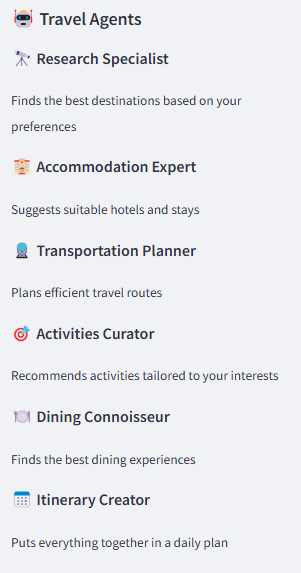 Travel Agents
Research Specialist
Finds the best destinations based on your
preferences
Accommodation Expert
Suggests suitable hotels and stays
Transportation Planner
Plans efficient travel routes
Activities Curator
Recommends activities tailored to your interests
Dining Connoisseur
Finds the best dining experiences
Itinerary Creator
Puts everything together in a daily plan